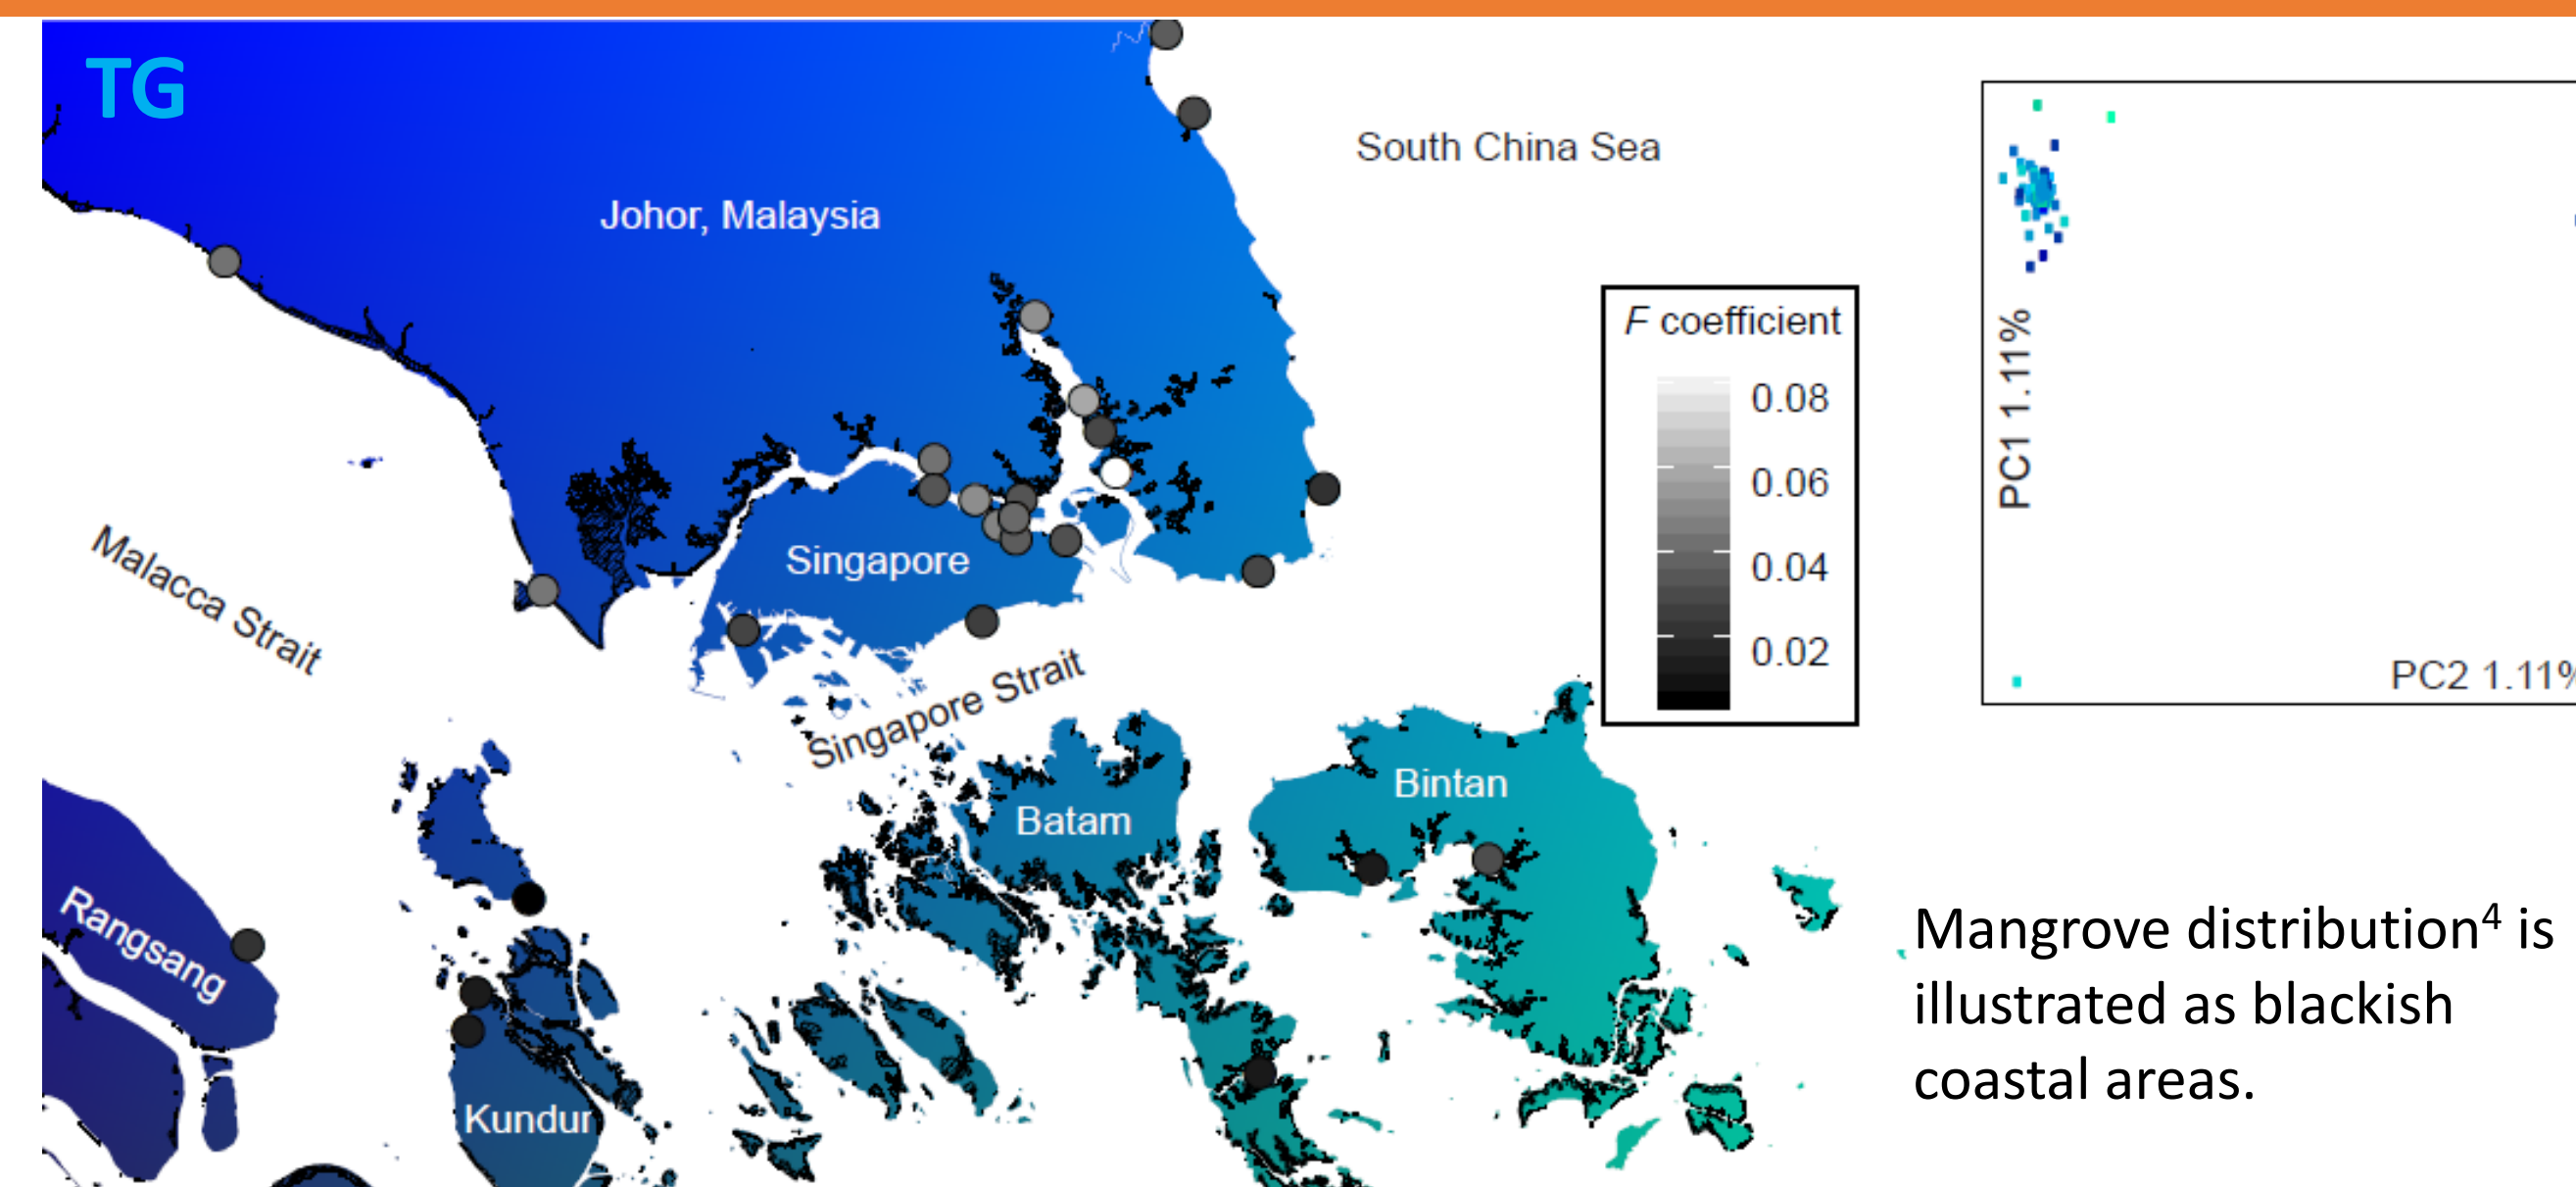 TG
South China Sea
Johor, Malaysia
F coefficient
0.08
0.06
0.04
0.02
PC1 1.11%
PC2 1.11%
Malacca Strait
Singapore
Singapore Strait
Batam
Bintan
Rangsang
Kundur
Mangrove distribution⁴ is
illustrated as blackish
coastal areas.